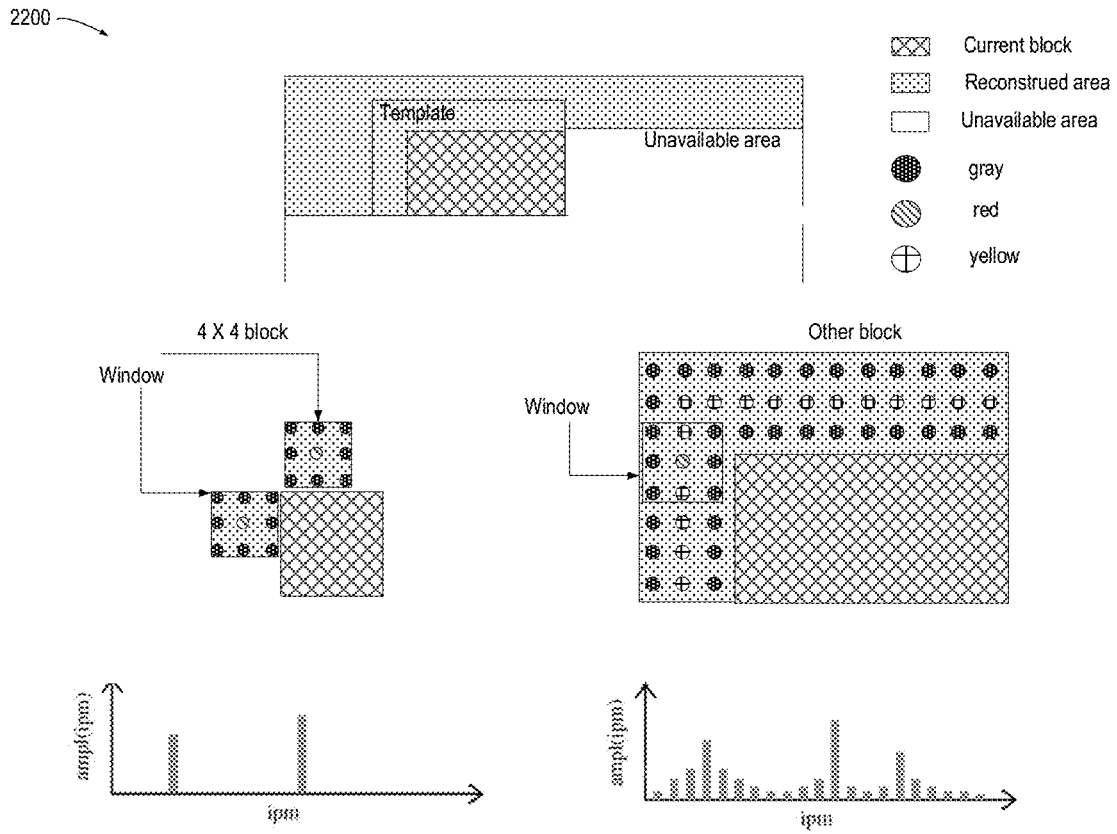 2200
Current block
Reconstrued area
Template
Unavailable area
Unavailable area
gray
red
yellow
4 X 4 block
Other block
Window
Window
ampl(ipm)
ipm
ampl(ipm)
ipm